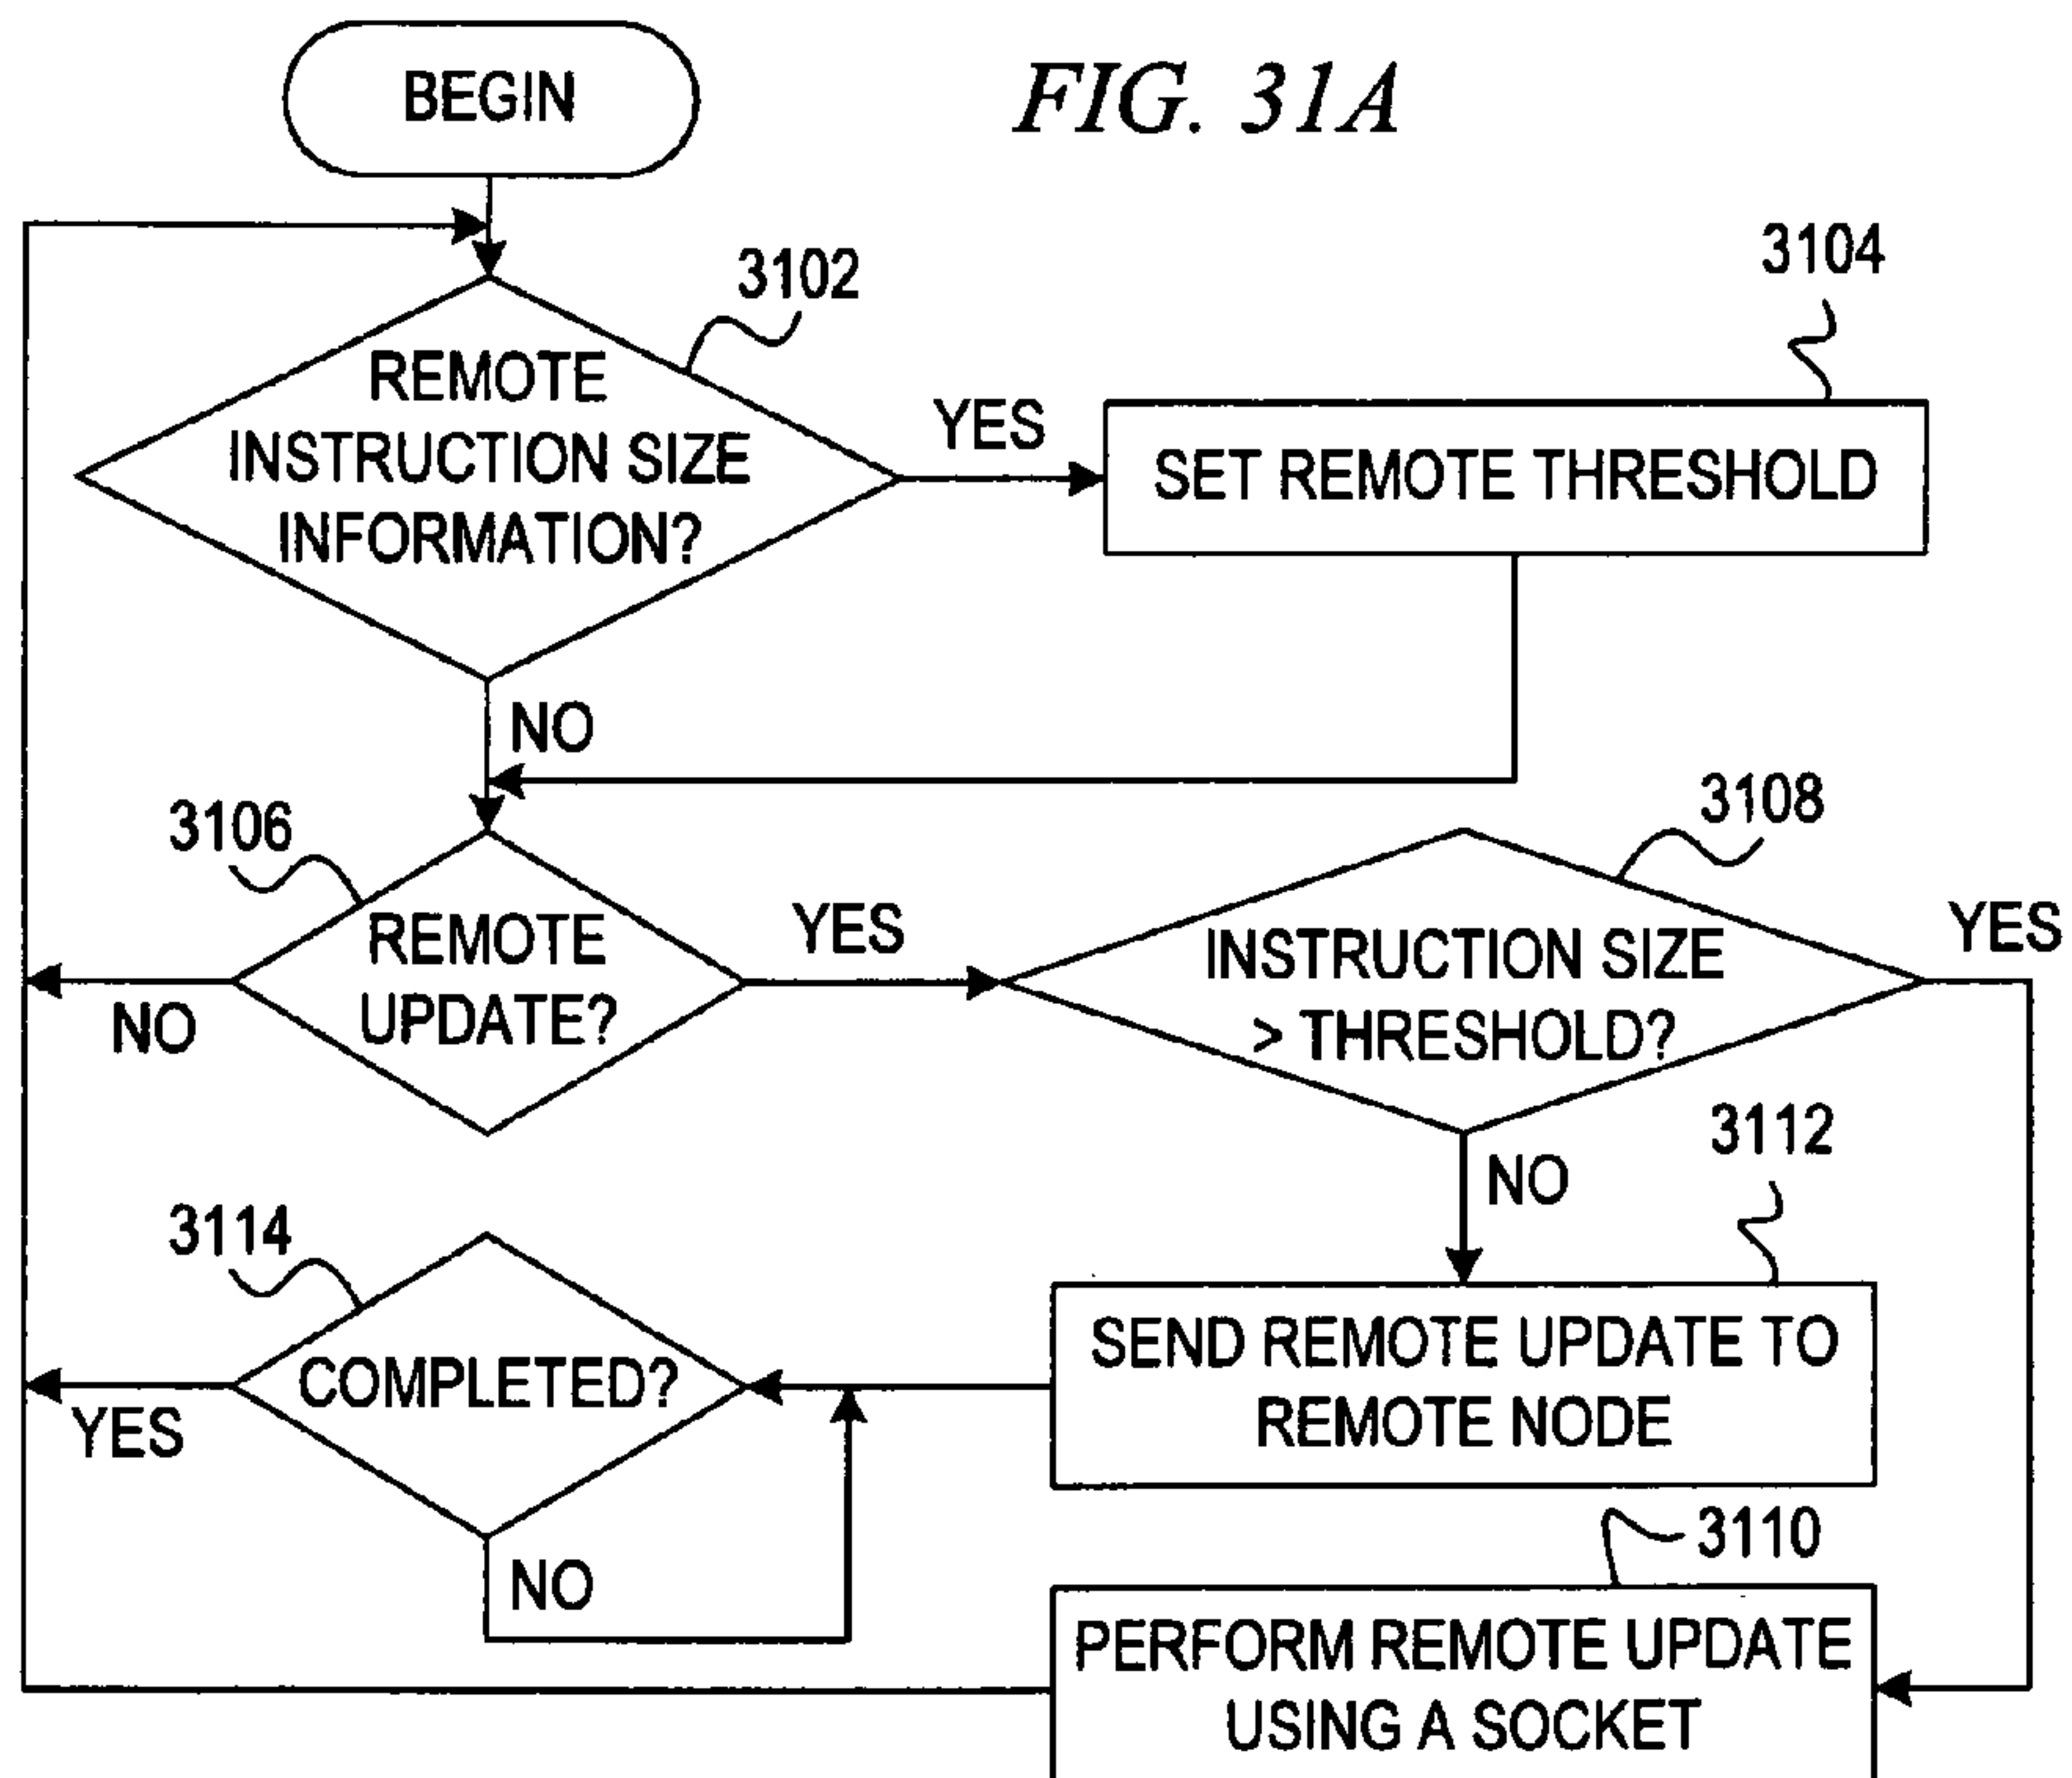 BEGIN
FIG. 31A
3102
3104
REMOTE
INSTRUCTION SIZE
INFORMATION?
YES
SET REMOTE THRESHOLD
NO
3106
3108
REMOTE
UPDATE?
YES
NO
INSTRUCTION SIZE
> THRESHOLD?
YES
NO
3112
3114
COMPLETED?
YES
NO
SEND REMOTE UPDATE TO
REMOTE NODE
3110
PERFORM REMOTE UPDATE
USING A SOCKET